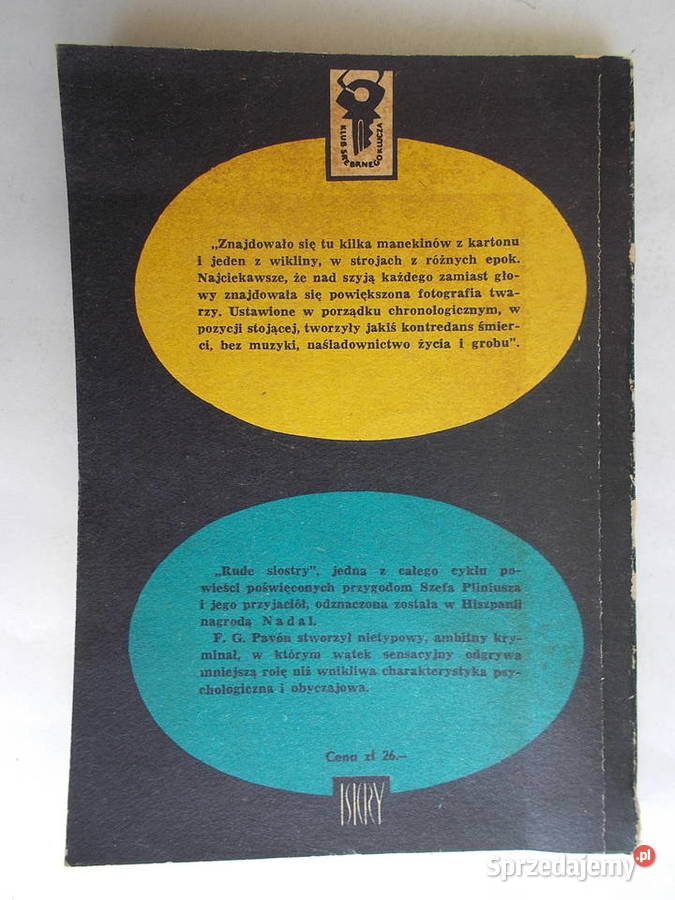 KLUB SREBRNEGO KLUCZA
„Znajdowało się tu kilka manekinów z kartonu
i jeden z wikliny, w strojach z różnych epok.
Najciekawsze, że nad szyją każdego zamiast gło-
wy znajdowała się powiększona fotografia twa-
rzy. Ustawione w porządku chronologicznym, w
pozycji stojącej, tworzyły jakiś kontredans śmier-
ci, bez muzyki, naśladownictwo życia i grobu".
„Rude siostry", jedna z całego cyklu po-
wieści poświęconych przygodom Szefa Pliniusza
i jego przyjaciół, odznaczona została w Hiszpanii
nagrodą Nadal.
F. G. Pavón stworzył nietypowy, ambitny kry-
minał, w którym wątek sensacyjny odgrywa
mniejszą rolę niż wnikliwa charakterystyka psy-
chologiczna i obyczajowa.
Cena zł 26.–
ISKRY
Sprzedajemy.pl